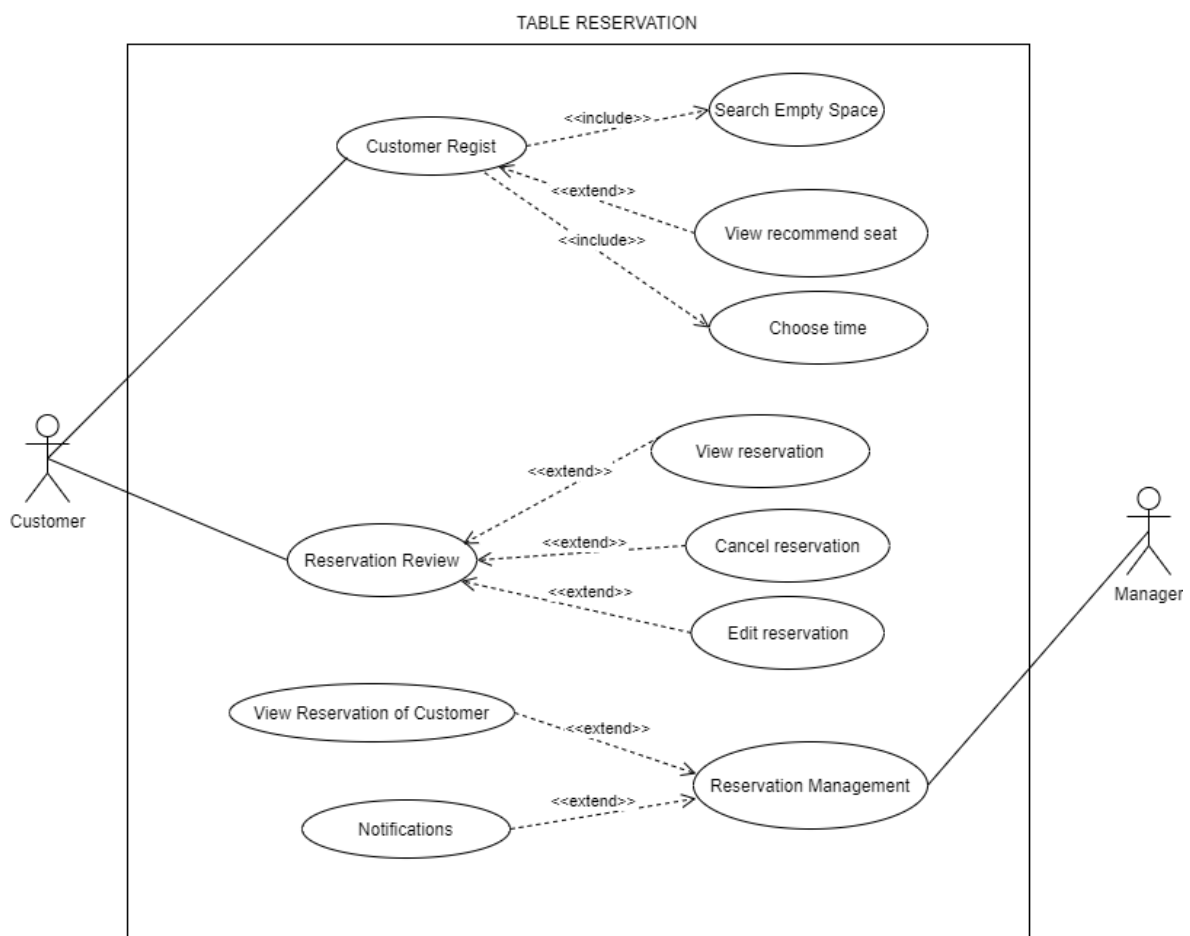 TABLE RESERVATION
Search Empty Space
<<include>>
Customer Regist
<<extend>>
View recommend seat
<<include>>
Choose time
View reservation
<<extend>>
Customer
<<extend>>
Cancel reservation
Reservation Review
<<extend>>
Manager
Edit reservation
View Reservation of Customer
<<extend>>
Reservation Management
<<extend>>
Notifications